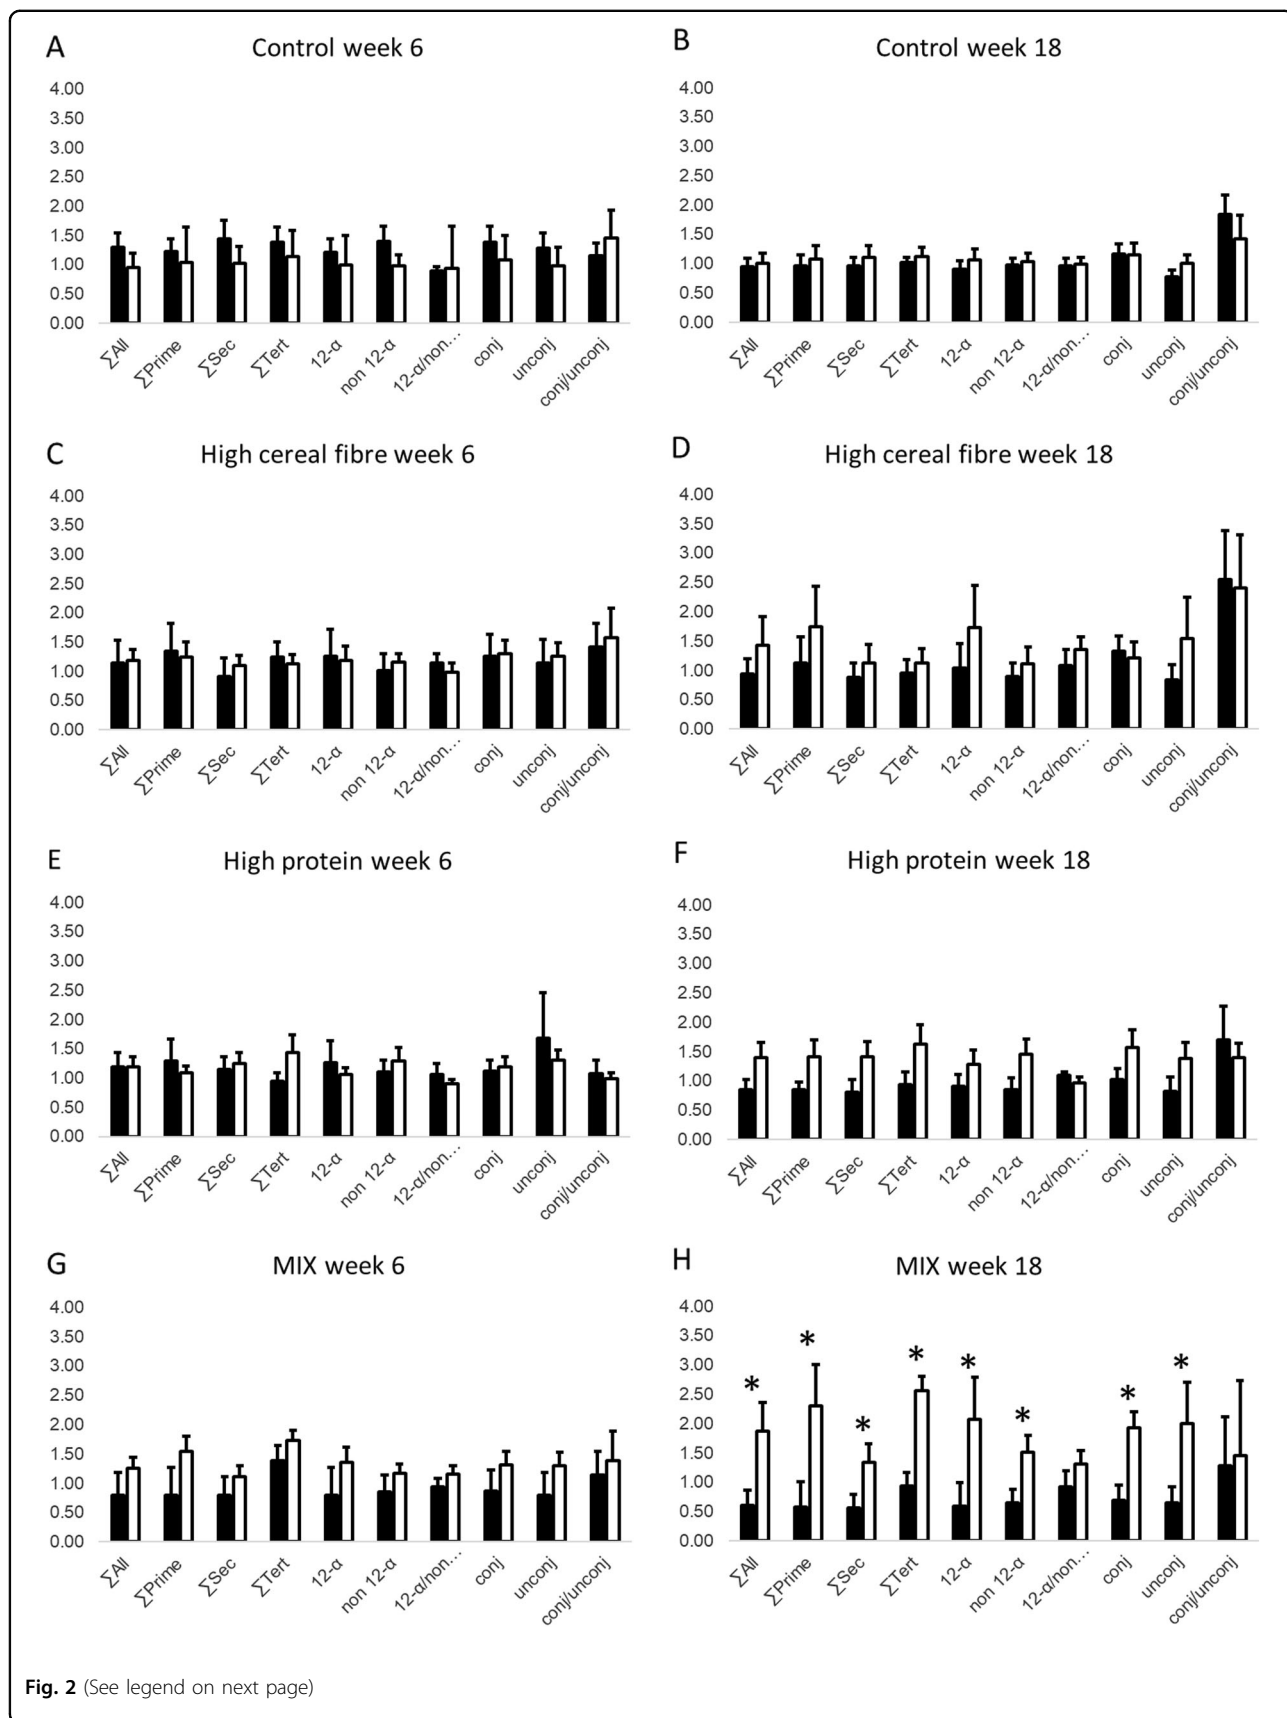 A
Control week 6
4.00
3.50
3.00
2.50
2.00
1.50
1.00
0.50
0.00
∑All
∑Prime
∑Sec
∑Tert
12-α
non 12-α
12-α/non...
conj
unconj
conj/unconj
B
Control week 18
4.00
3.50
3.00
2.50
2.00
1.50
1.00
0.50
0.00
∑All
∑Prime
∑Sec
∑Tert
12-α
non 12-α
12-α/non...
conj
unconj
conj/unconj
C
High cereal fibre week 6
4.00
3.50
3.00
2.50
2.00
1.50
1.00
0.50
0.00
∑All
∑Prime
∑Sec
∑Tert
12-α
non 12-α
12-α/non...
conj
unconj
conj/unconj
D
High cereal fibre week 18
4.00
3.50
3.00
2.50
2.00
1.50
1.00
0.50
0.00
∑All
∑Prime
∑Sec
∑Tert
12-α
non 12-α
12-α/non...
conj
unconj
conj/unconj
E
High protein week 6
4.00
3.50
3.00
2.50
2.00
1.50
1.00
0.50
0.00
∑All
∑Prime
∑Sec
∑Tert
12-α
non 12-α
12-α/non...
conj
unconj
conj/unconj
F
High protein week 18
4.00
3.50
3.00
2.50
2.00
1.50
1.00
0.50
0.00
∑All
∑Prime
∑Sec
∑Tert
12-α
non 12-α
12-α/non...
conj
unconj
conj/unconj
G
MIX week 6
4.00
3.50
3.00
2.50
2.00
1.50
1.00
0.50
0.00
∑All
∑Prime
∑Sec
∑Tert
12-α
non 12-α
12-α/non...
conj
unconj
conj/unconj
H
MIX week 18
4.00
3.50
3.00
2.50
2.00
1.50
1.00
0.50
0.00
* * * * * * * *
∑All
∑Prime
∑Sec
∑Tert
12-α
non 12-α
12-α/non...
conj
unconj
conj/unconj
Fig. 2 (See legend on next page)